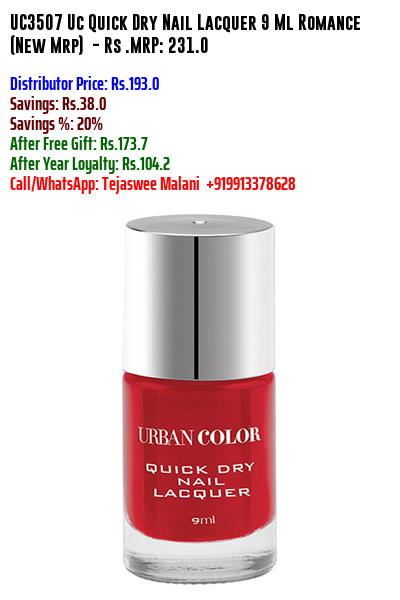 UC3507 Uc Quick Dry Nail Lacquer 9 Ml Romance
(New Mrp) - Rs .MRP: 231.0
Distributor Price: Rs.193.0
Savings: Rs.38.0
Savings %: 20%
After Free Gift: Rs.173.7
After Year Loyalty: Rs.104.2
Call/WhatsApp: Tejaswee Malani +919913378628
URBAN COLOR
QUICK DRY
NAIL
LACQUER
9ml